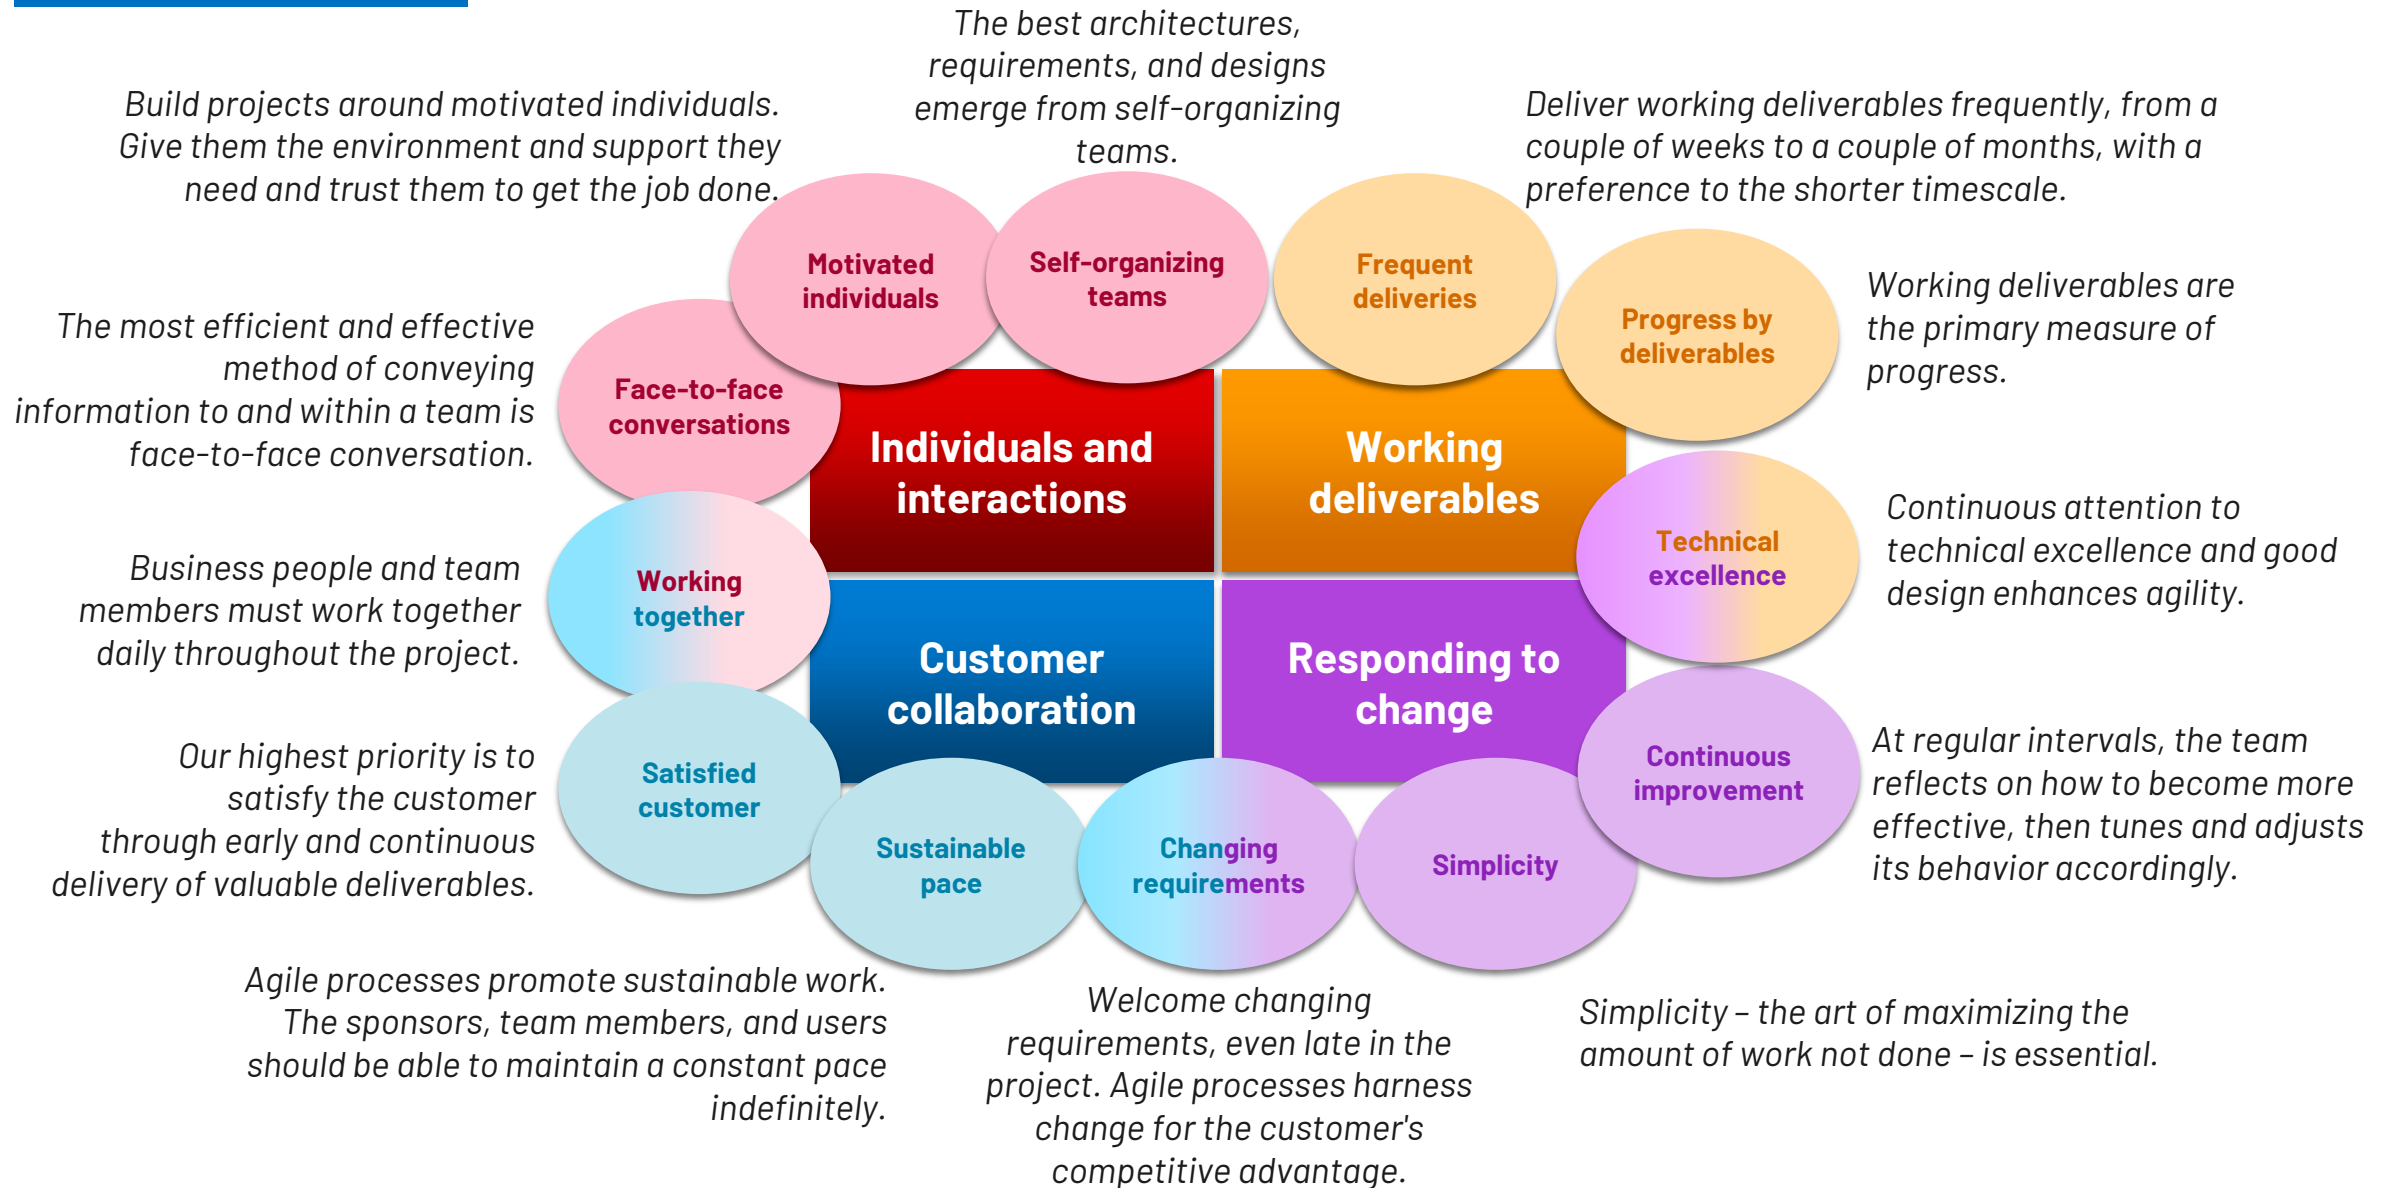 The best architectures,
requirements, and designs
emerge from self-organizing
teams.
Build projects around motivated individuals.
Give them the environment and support they
need and trust them to get the job done.
Deliver working deliverables frequently, from a
couple of weeks to a couple of months, with a
preference to the shorter timescale.
Motivated
individuals
Self-organizing
teams
Frequent
deliveries
Progress by
deliverables
Working deliverables are
the primary measure of
progress.
The most efficient and effective
method of conveying
information to and within a team is
face-to-face conversation.
Face-to-face
conversations
Individuals and
interactions
Working
deliverables
Technical
excellence
Continuous attention to
technical excellence and good
design enhances agility.
Business people and team
members must work together
daily throughout the project.
Working
together
Customer
collaboration
Responding to
change
Continuous
improvement
At regular intervals, the team
reflects on how to become more
effective, then tunes and adjusts
its behavior accordingly.
Our highest priority is to
satisfy the customer
through early and continuous
delivery of valuable deliverables.
Satisfied
customer
Sustainable
pace
Changing
requirements
Simplicity
Agile processes promote sustainable work.
The sponsors, team members, and users
should be able to maintain a constant pace
indefinitely.
Welcome changing
requirements, even late in the
project. Agile processes harness
change for the customer's
competitive advantage.
Simplicity – the art of maximizing the
amount of work not done – is essential.